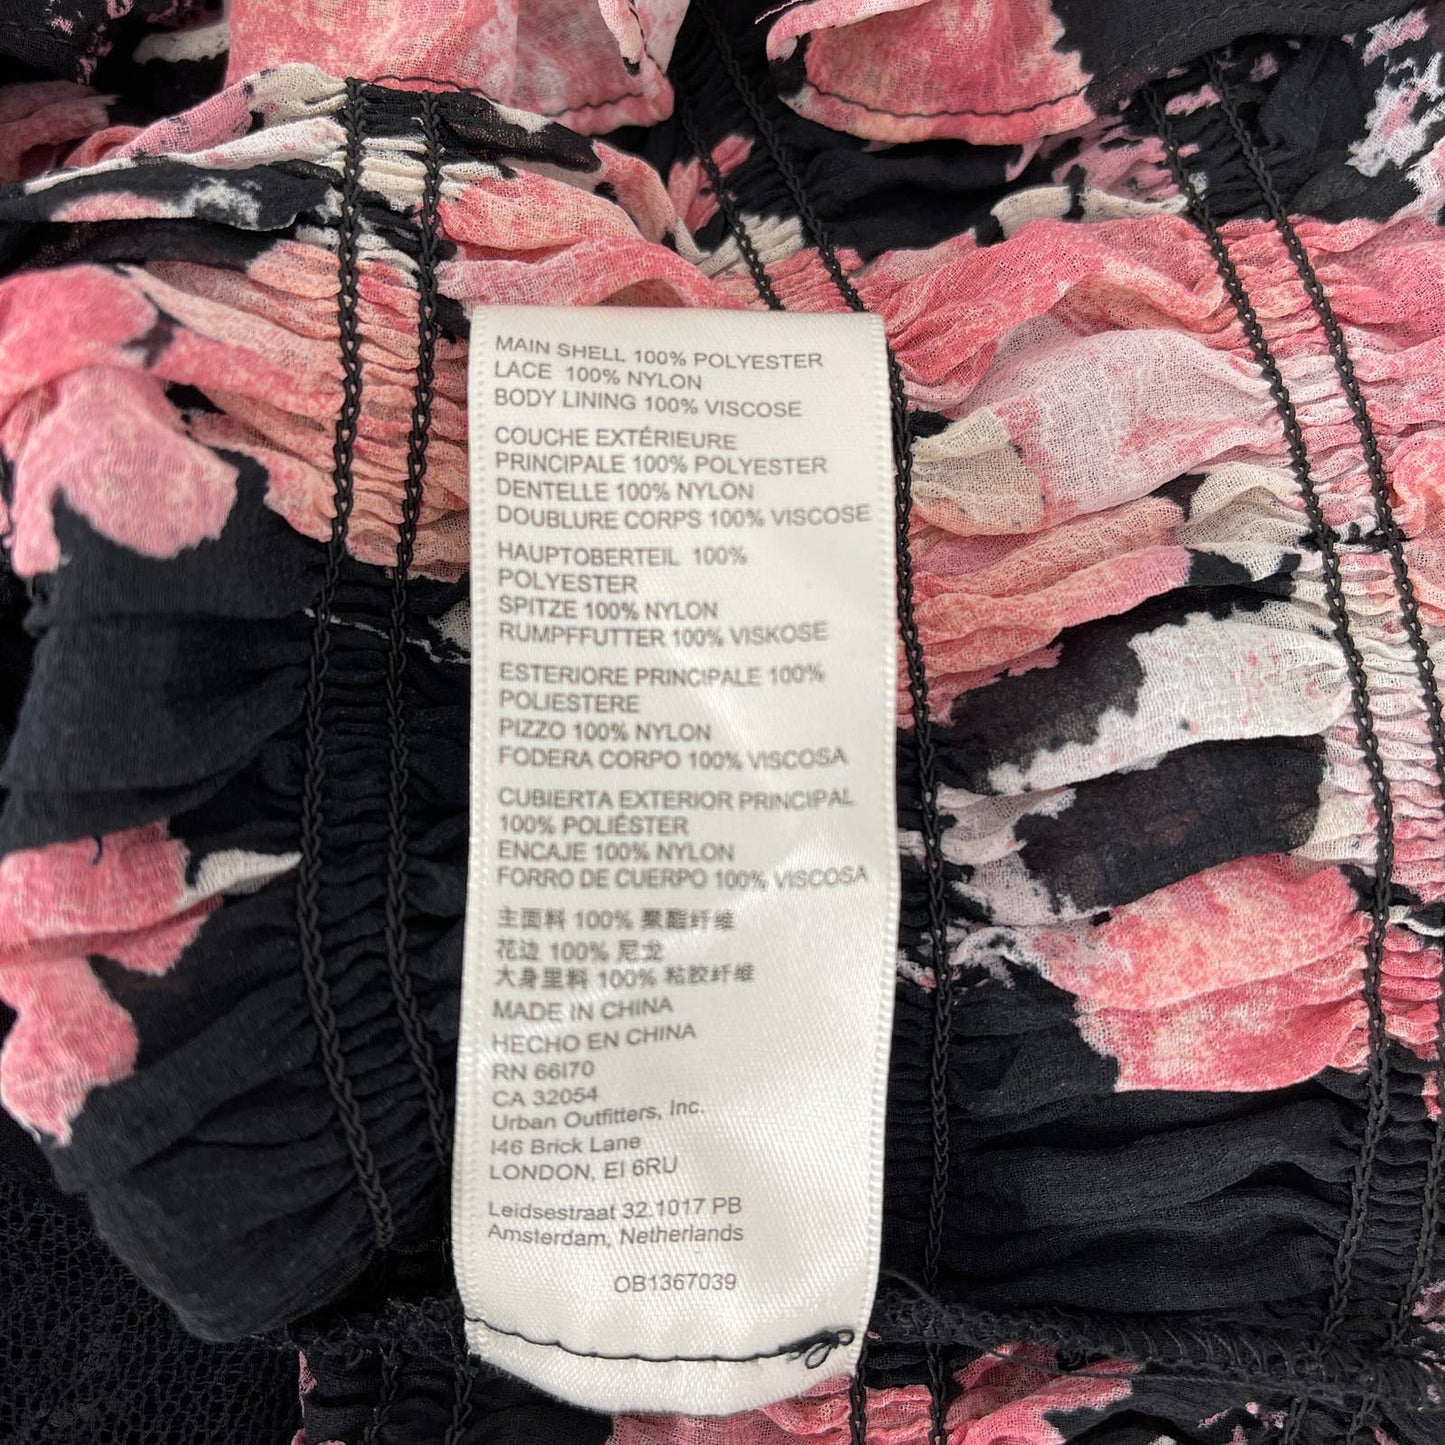 MAIN SHELL 100% POLYESTER
LACE 100% NYLON
BODY LINING 100% VISCOSE
COUCHE EXTÉRIEURE
PRINCIPALE 100% POLYESTER
DENTELLE 100% NYLON
DOUBLURE CORPS 100% VISCOSE
HAUPTOBERTEIL 100%
POLYESTER
SPITZE 100% NYLON
RUMPFFUTTER 100% VISKOSE
ESTERIORE PRINCIPALE 100%
POLIESTERE
PIZZO 100% NYLON
FODERA CORPO 100% VISCOSA
CUBIERTA EXTERIOR PRINCIPAL
100% POLIÉSTER
ENCAJE 100% NYLON
FORRO DE CUERPO 100% VISCOSA
主面料 100% 聚酯纤维
花边 100% 尼龙
大身里料 100% 粘胶纤维
MADE IN CHINA
HECHO EN CHINA
RN 66170
CA 32054
Urban Outfitters, Inc.
146 Brick Lane
LONDON, E1 6RU
Leidsestraat 32.1017 PB
Amsterdam, Netherlands
OB1367039